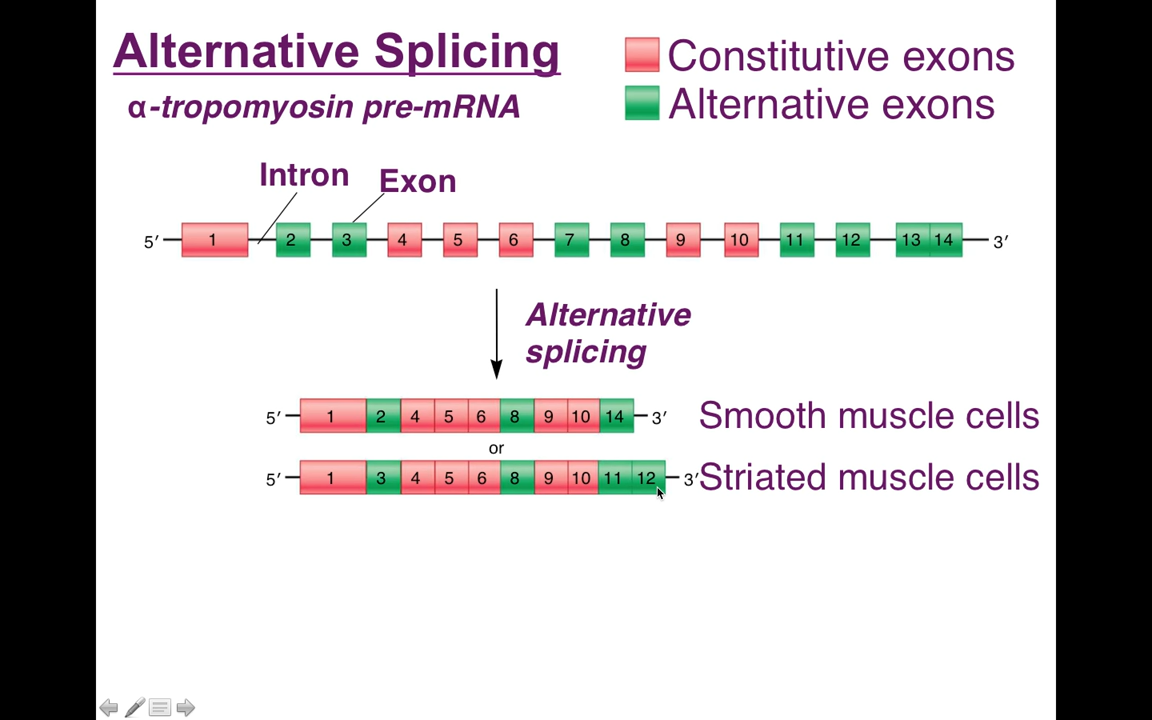 Alternative Splicing
α-tropomyosin pre-mRNA
Constitutive exons
Alternative exons
Intron
Exon
5′ 1 2 3 4 5 6 7 8 9 10 11 12 13 14 3′
Alternative
splicing
5′ 1 2 4 5 6 8 9 10 14 3′ Smooth muscle cells
or
5′ 1 3 4 5 6 8 9 10 11 12 3′ Striated muscle cells